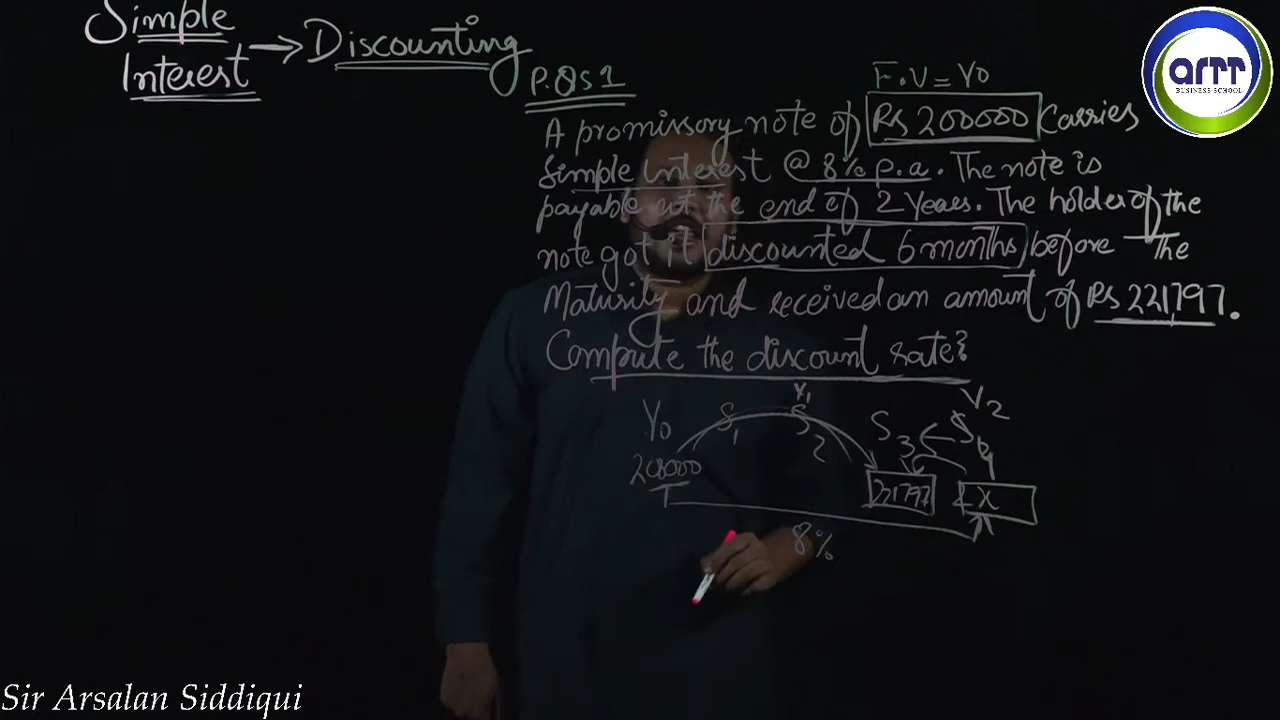 Simple
Interest → Discounting
P.Qs 1
F.V = Y0
A promissory note of Rs 200000 Carries
Simple Interest @ 8% p.a. The note is
payable at the end of 2 Years. The holder of the
note got it discounted 6 months before The
Maturity and received an amount of Rs 221,797.
Compute the discount rate?
Y0 S1 Y1 S2 S3 S4 Y2
200000 221797 X
8%
artt
BUSINESS SCHOOL
Sir Arsalan Siddiqui